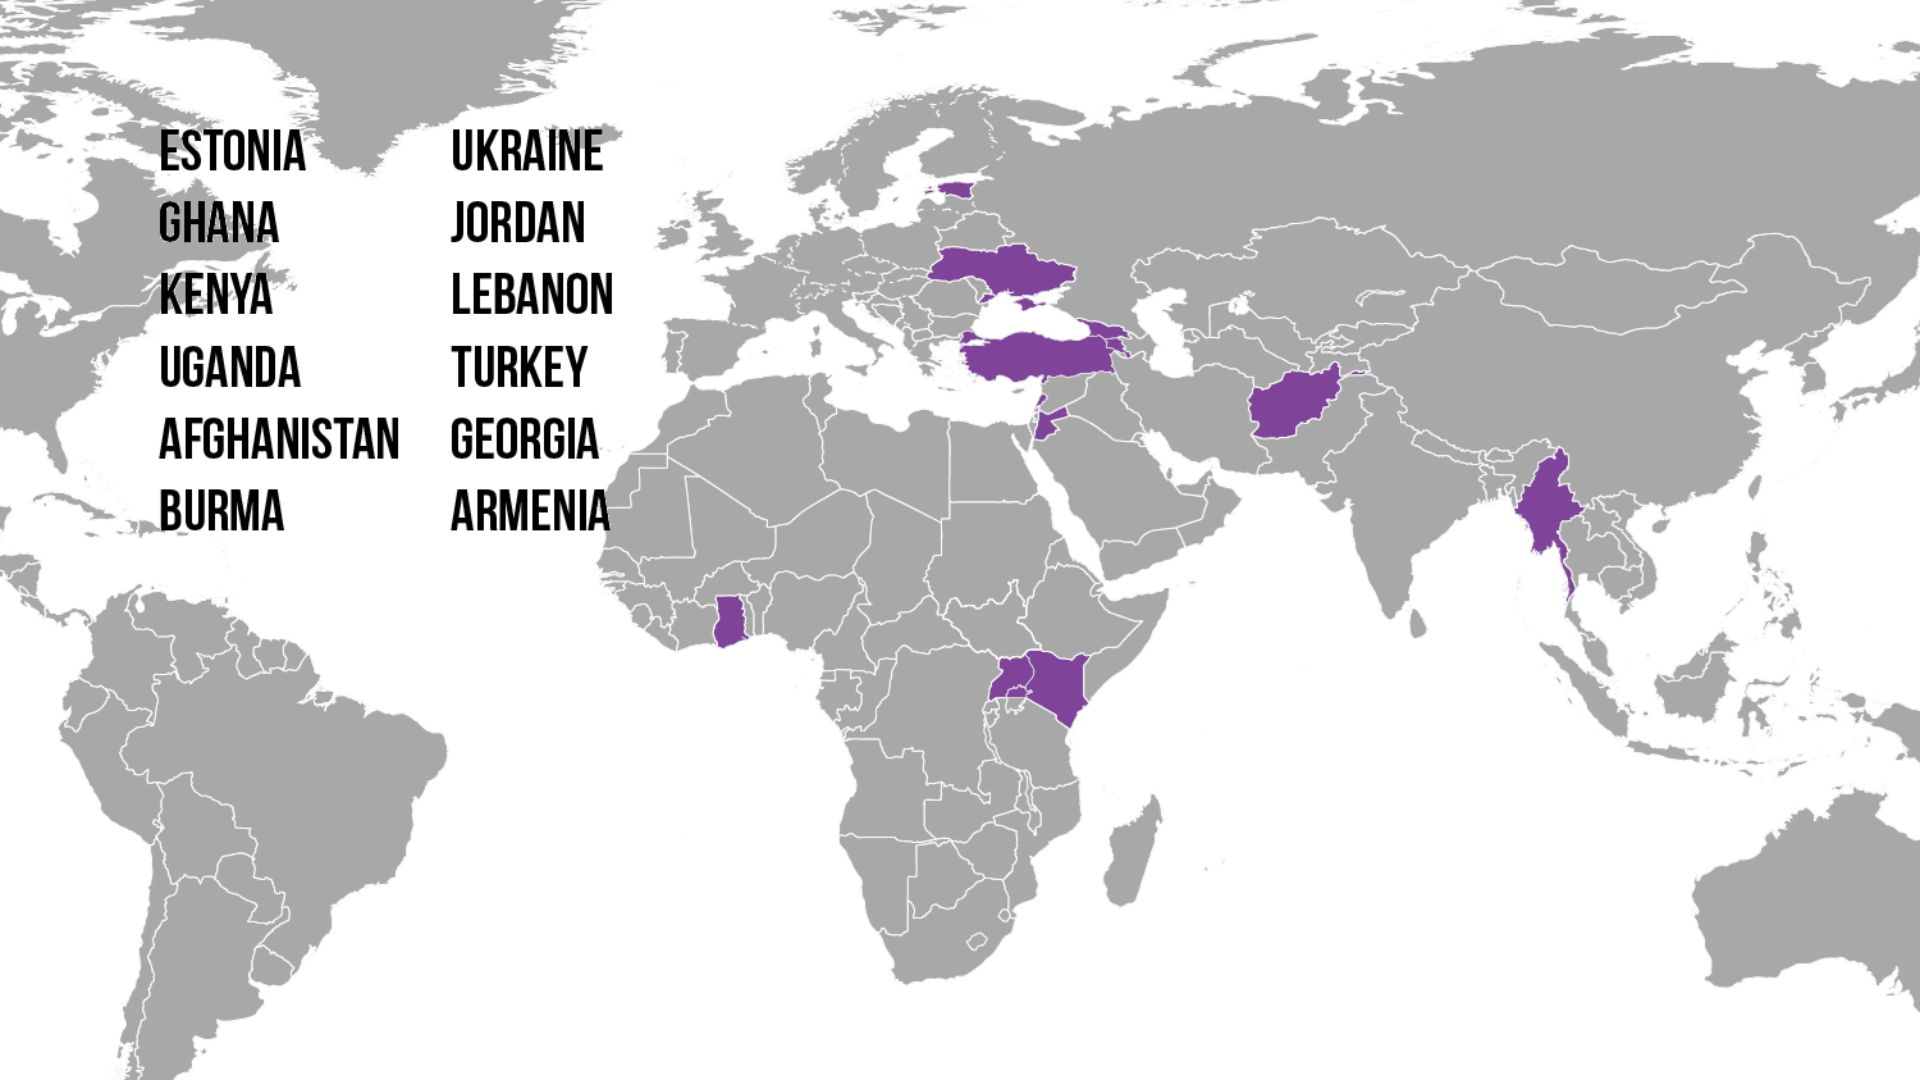 ESTONIA
GHANA
KENYA
UGANDA
AFGHANISTAN
BURMA
UKRAINE
JORDAN
LEBANON
TURKEY
GEORGIA
ARMENIA